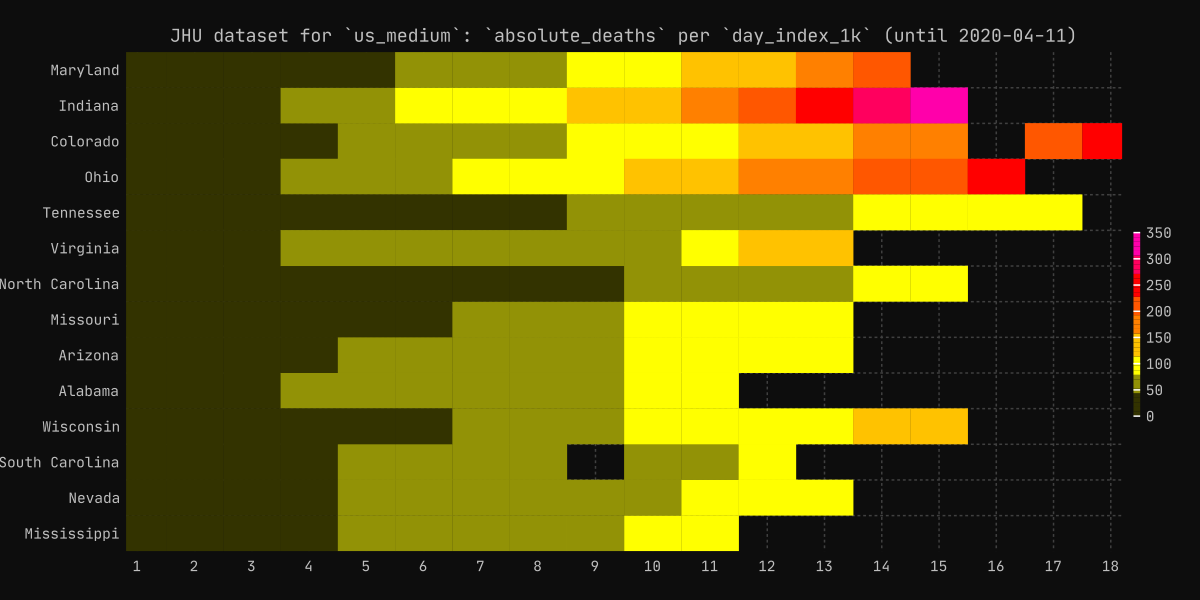 JHU dataset for `us_medium`: `absolute_deaths` per `day_index_1k` (until 2020-04-11)
Maryland
Indiana
Colorado
Ohio
Tennessee
Virginia
North Carolina
Missouri
Arizona
Alabama
Wisconsin
South Carolina
Nevada
Mississippi
1 2 3 4 5 6 7 8 9 10 11 12 13 14 15 16 17 18
350
300
250
200
150
100
50
0